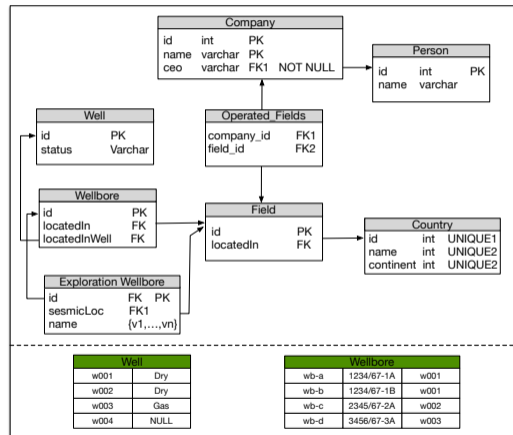 Company
id int PK
name varchar PK
ceo varchar FK1 NOT NULL
Person
id int PK
name varchar
Well
id PK
status Varchar
Operated_Fields
company_id FK1
field_id FK2
Wellbore
id PK
locatedIn FK
locatedInWell FK
Field
id PK
locatedIn FK
Country
id int UNIQUE1
name int UNIQUE2
continent int UNIQUE2
Exploration Wellbore
id FK PK
sesmicLoc FK1
name {v1,...,vn}
Well
w001 Dry
w002 Dry
w003 Gas
w004 NULL
Wellbore
wb-a 1234/67-1A w001
wb-b 1234/67-1B w001
wb-c 2345/67-2A w002
wb-d 3456/67-3A w003